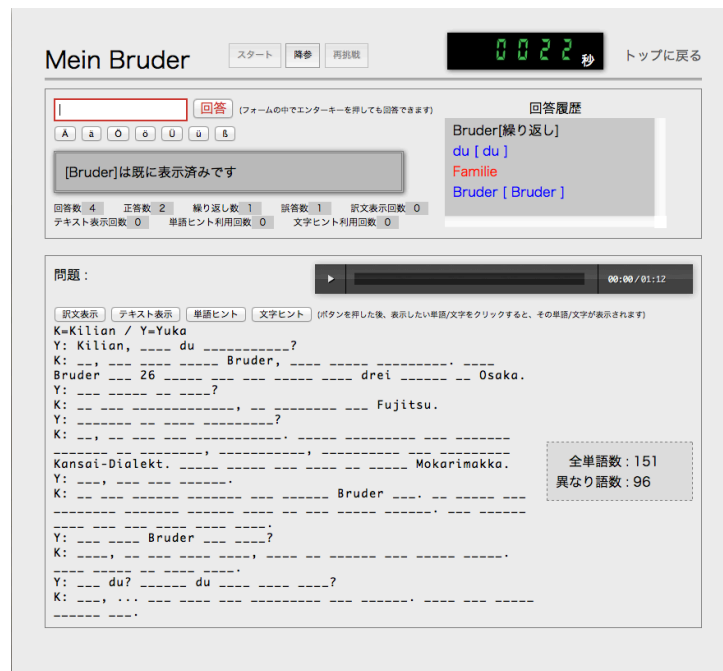 Mein Bruder
スタート 降参 再挑戦
0022 秒
トップに戻る
回答 (フォームの中でエンターキーを押しても回答できます)
Ä ä Ö ö Ü ü ß
[Bruder]は既に表示済みです
回答数 4 正答数 2 繰り返し数 1 誤答数 1 訳文表示回数 0
テキスト表示回数 0 単語ヒント利用回数 0 文字ヒント利用回数 0
回答履歴
Bruder[繰り返し]
du [ du ]
Familie
Bruder [ Bruder ]
問題 :
00:00/01:12
訳文表示 テキスト表示 単語ヒント 文字ヒント (ボタンを押した後、表示したい単語/文字をクリックすると、その単語/文字が表示されます)
K=Kilian / Y=Yuka
Y: Kilian, ____ du ___________?
K: __, ___ ____ _____ Bruder, ____ _____ _________. ____
Bruder ___ 26 _____ ___ ___ _____ ____ drei ______ __ Osaka.
Y: ___ _____ __ ____?
K: __ ___ _____________, __ ________ ___ Fujitsu.
Y: _______ __ ____ _________?
K: __, __ ___ ___________. _____ ________ ___ _______
_______ __ ________, ___________, __________ _____________
Kansai-Dialekt. _____ _____ ___ ___ __ _____ Mokarimakka.
Y: ___, ___ ___ ______.
K: __ ___ _______ _______ ___ _____ Bruder ___. __ _____ ___
________ _______ ______ ____ __ ___ _____ ______. ___ ______
____ ___ ___ ____ ____.
Y: ___ ____ Bruder ___ ____?
K: ____, __ ___ ____ ____, ____ __ ______ ___ _____ _____.
____ _____ __ ____ ____.
Y: ___ du? ______ du ____ ____ ____?
K: ___, ... ___ ____ ___ __________ ___ ______. ____ ___ _____
______ ___.
全単語数 : 151
異なり語数 : 96